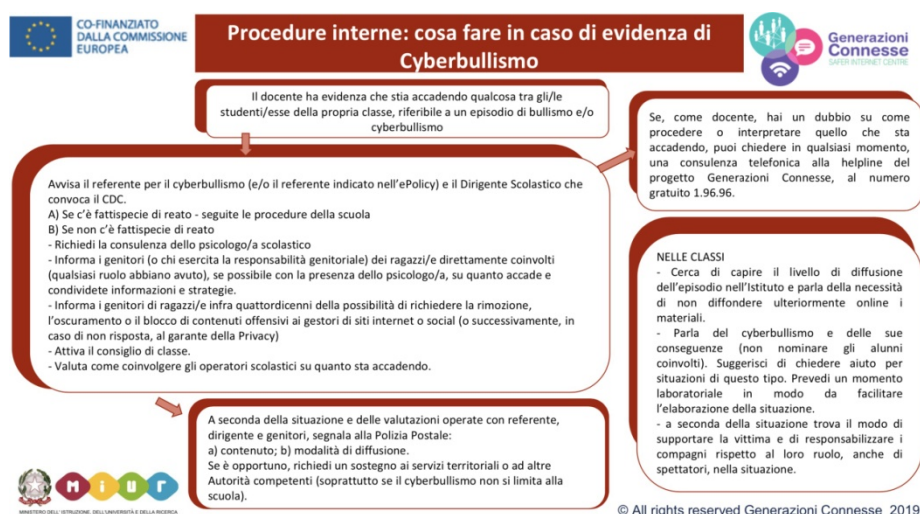 CO-FINANZIATO
DALLA COMMISSIONE
EUROPEA
Procedure interne: cosa fare in caso di evidenza di
Cyberbullismo
Generazioni
Connesse
SAFER INTERNET CENTRE
Il docente ha evidenza che stia accadendo qualcosa tra gli/le
studenti/esse della propria classe, riferibile a un episodio di bullismo e/o
cyberbullismo
Se, come docente, hai un dubbio su come
procedere o interpretare quello che sta
accadendo, puoi chiedere in qualsiasi momento,
una consulenza telefonica alla helpline del
progetto Generazioni Connesse, al numero
gratuito 1.96.96.
Avvisa il referente per il cyberbullismo (e/o il referente indicato nell'ePolicy) e il Dirigente Scolastico che
convoca il CDC.
A) Se c'è fattispecie di reato - seguite le procedure della scuola
B) Se non c'è fattispecie di reato
- Richiedi la consulenza dello psicologo/a scolastico
- Informa i genitori (o chi esercita la responsabilità genitoriale) dei ragazzi/e direttamente coinvolti
(qualsiasi ruolo abbiano avuto), se possibile con la presenza dello psicologo/a, su quanto accade e
condividete informazioni e strategie.
- Informa i genitori di ragazzi/e infra quattordicenni della possibilità di richiedere la rimozione,
l'oscuramento o il blocco di contenuti offensivi ai gestori di siti internet o social (o successivamente, in
caso di non risposta, al garante della Privacy)
- Attiva il consiglio di classe.
- Valuta come coinvolgere gli operatori scolastici su quanto sta accadendo.
NELLE CLASSI
- Cerca di capire il livello di diffusione
dell'episodio nell'Istituto e parla della necessità
di non diffondere ulteriormente online i
materiali.
- Parla del cyberbullismo e delle sue
conseguenze (non nominare gli alunni
coinvolti). Suggerisci di chiedere aiuto per
situazioni di questo tipo. Prevedi un momento
laboratoriale in modo da facilitare
l'elaborazione della situazione.
- a seconda della situazione trova il modo di
supportare la vittima e di responsabilizzare i
compagni rispetto al loro ruolo, anche di
spettatori, nella situazione.
A seconda della situazione e delle valutazioni operate con referente,
dirigente e genitori, segnala alla Polizia Postale:
a) contenuto; b) modalità di diffusione.
Se è opportuno, richiedi un sostegno ai servizi territoriali o ad altre
Autorità competenti (soprattutto se il cyberbullismo non si limita alla
scuola).
MIUR
MINISTERO DELL'ISTRUZIONE, DELL'UNIVERSITÀ E DELLA RICERCA
© All rights reserved Generazioni Connesse 2019